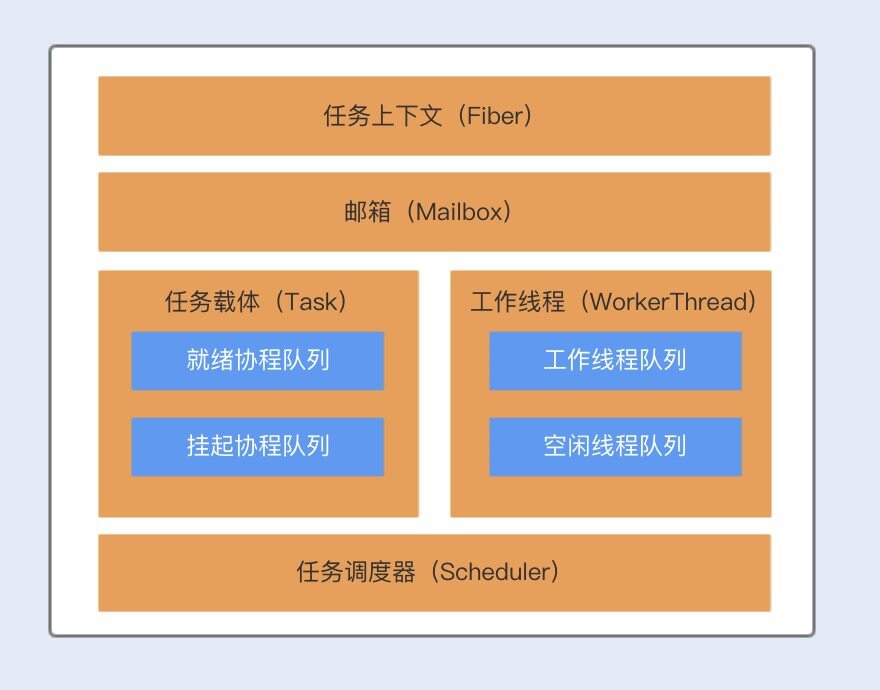 任务上下文（Fiber）
邮箱（Mailbox）
任务载体（Task）
就绪协程队列
挂起协程队列
工作线程（WorkerThread）
工作线程队列
空闲线程队列
任务调度器（Scheduler）